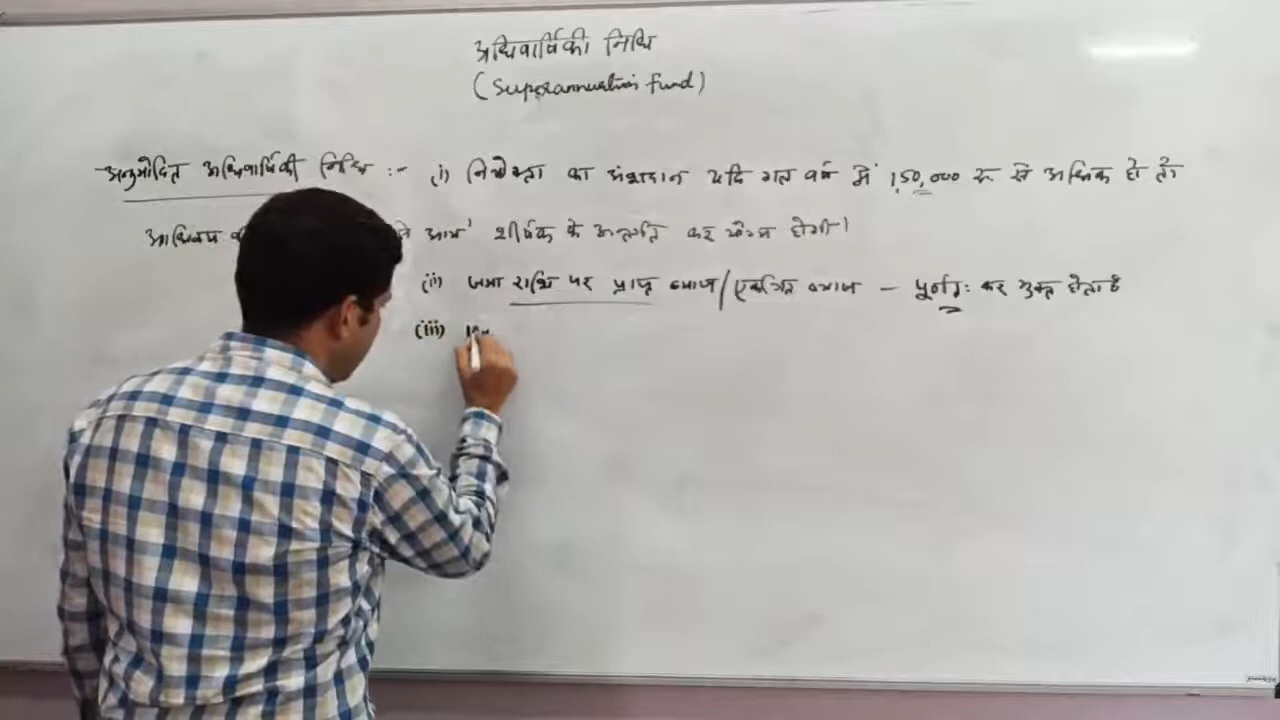 अधिवार्षिकी निधि
(Superannuation fund)
अनुमोदित अधिवार्षिकी निधि :- (i) नियोक्ता का अंशदान यदि गत वर्ष में 1,50,000 रू. से अधिक हो तो
आधिक्य शीर्षक के अन्तर्गत कर योग्य होगी।
(ii) जमा राशि पर प्राप्त ब्याज/एकत्रित ब्याज – पूर्णत: कर मुक्त होता है
(iii)